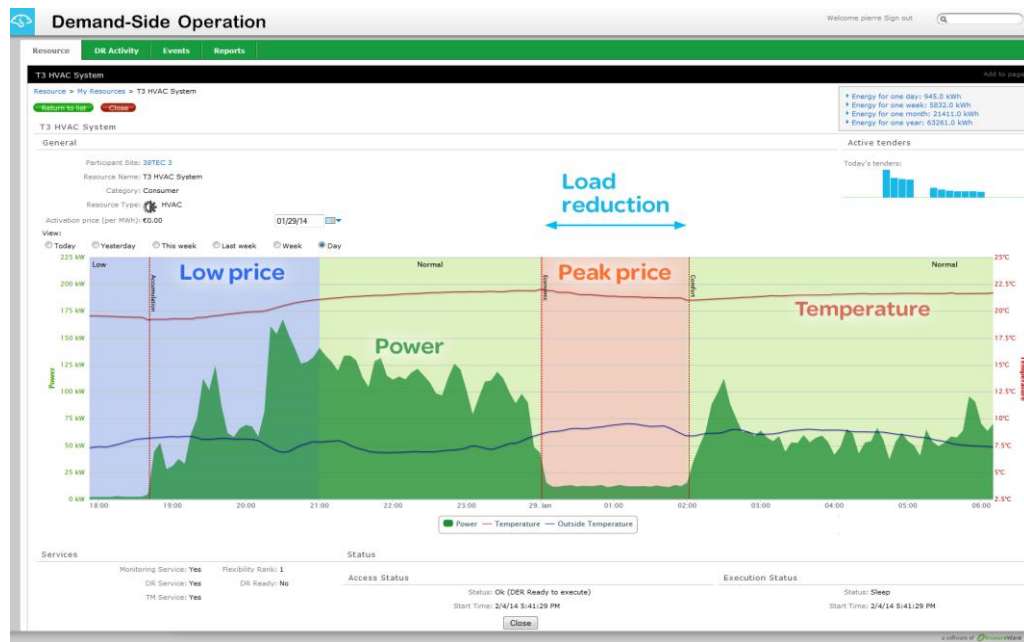 Demand-Side Operation
Welcome pierre Sign out
Resource DR Activity Events Reports
T3 HVAC System Add to page
Resource > My Resources > T3 HVAC System
Return to list Close
Energy for one day: 945.0 kWh
Energy for one week: 5832.0 kWh
Energy for one month: 21411.0 kWh
Energy for one year: 63261.0 kWh
T3 HVAC System
General
Active tenders
Participant Site: 38TEC 3
Today's tenders:
Resource Name: T3 HVAC System
Category: Consumer
Resource Type: HVAC
Activation price (per MWh): €0.00 01/29/14
Load
reduction
View:
Today Yesterday This week Last week Week Day
225 kW 200 kW 175 kW 150 kW 125 kW 100 kW 75 kW 50 kW 25 kW 0 kW
Power
Low Normal Normal
Low price
Peak price
Accumulation
Economics
Comfort
Power
Temperature
25°C 22.5°C 20°C 17.5°C 15°C 12.5°C 10°C 7.5°C 5°C 2.5°C
Temperature
18:00 19:00 20:00 21:00 22:00 23:00 29. Jan 01:00 02:00 03:00 04:00 05:00 06:00
Power Temperature Outside Temperature
Services
Status
Monitoring Service: Yes Flexibility Rank: 1
DR Service: Yes DR Ready: No
TM Service: Yes
Access Status
Execution Status
Status: Ok (DER Ready to execute)
Status: Sleep
Start Time: 2/4/14 5:41:29 PM
Start Time: 2/4/14 5:41:29 PM
Close
a software of